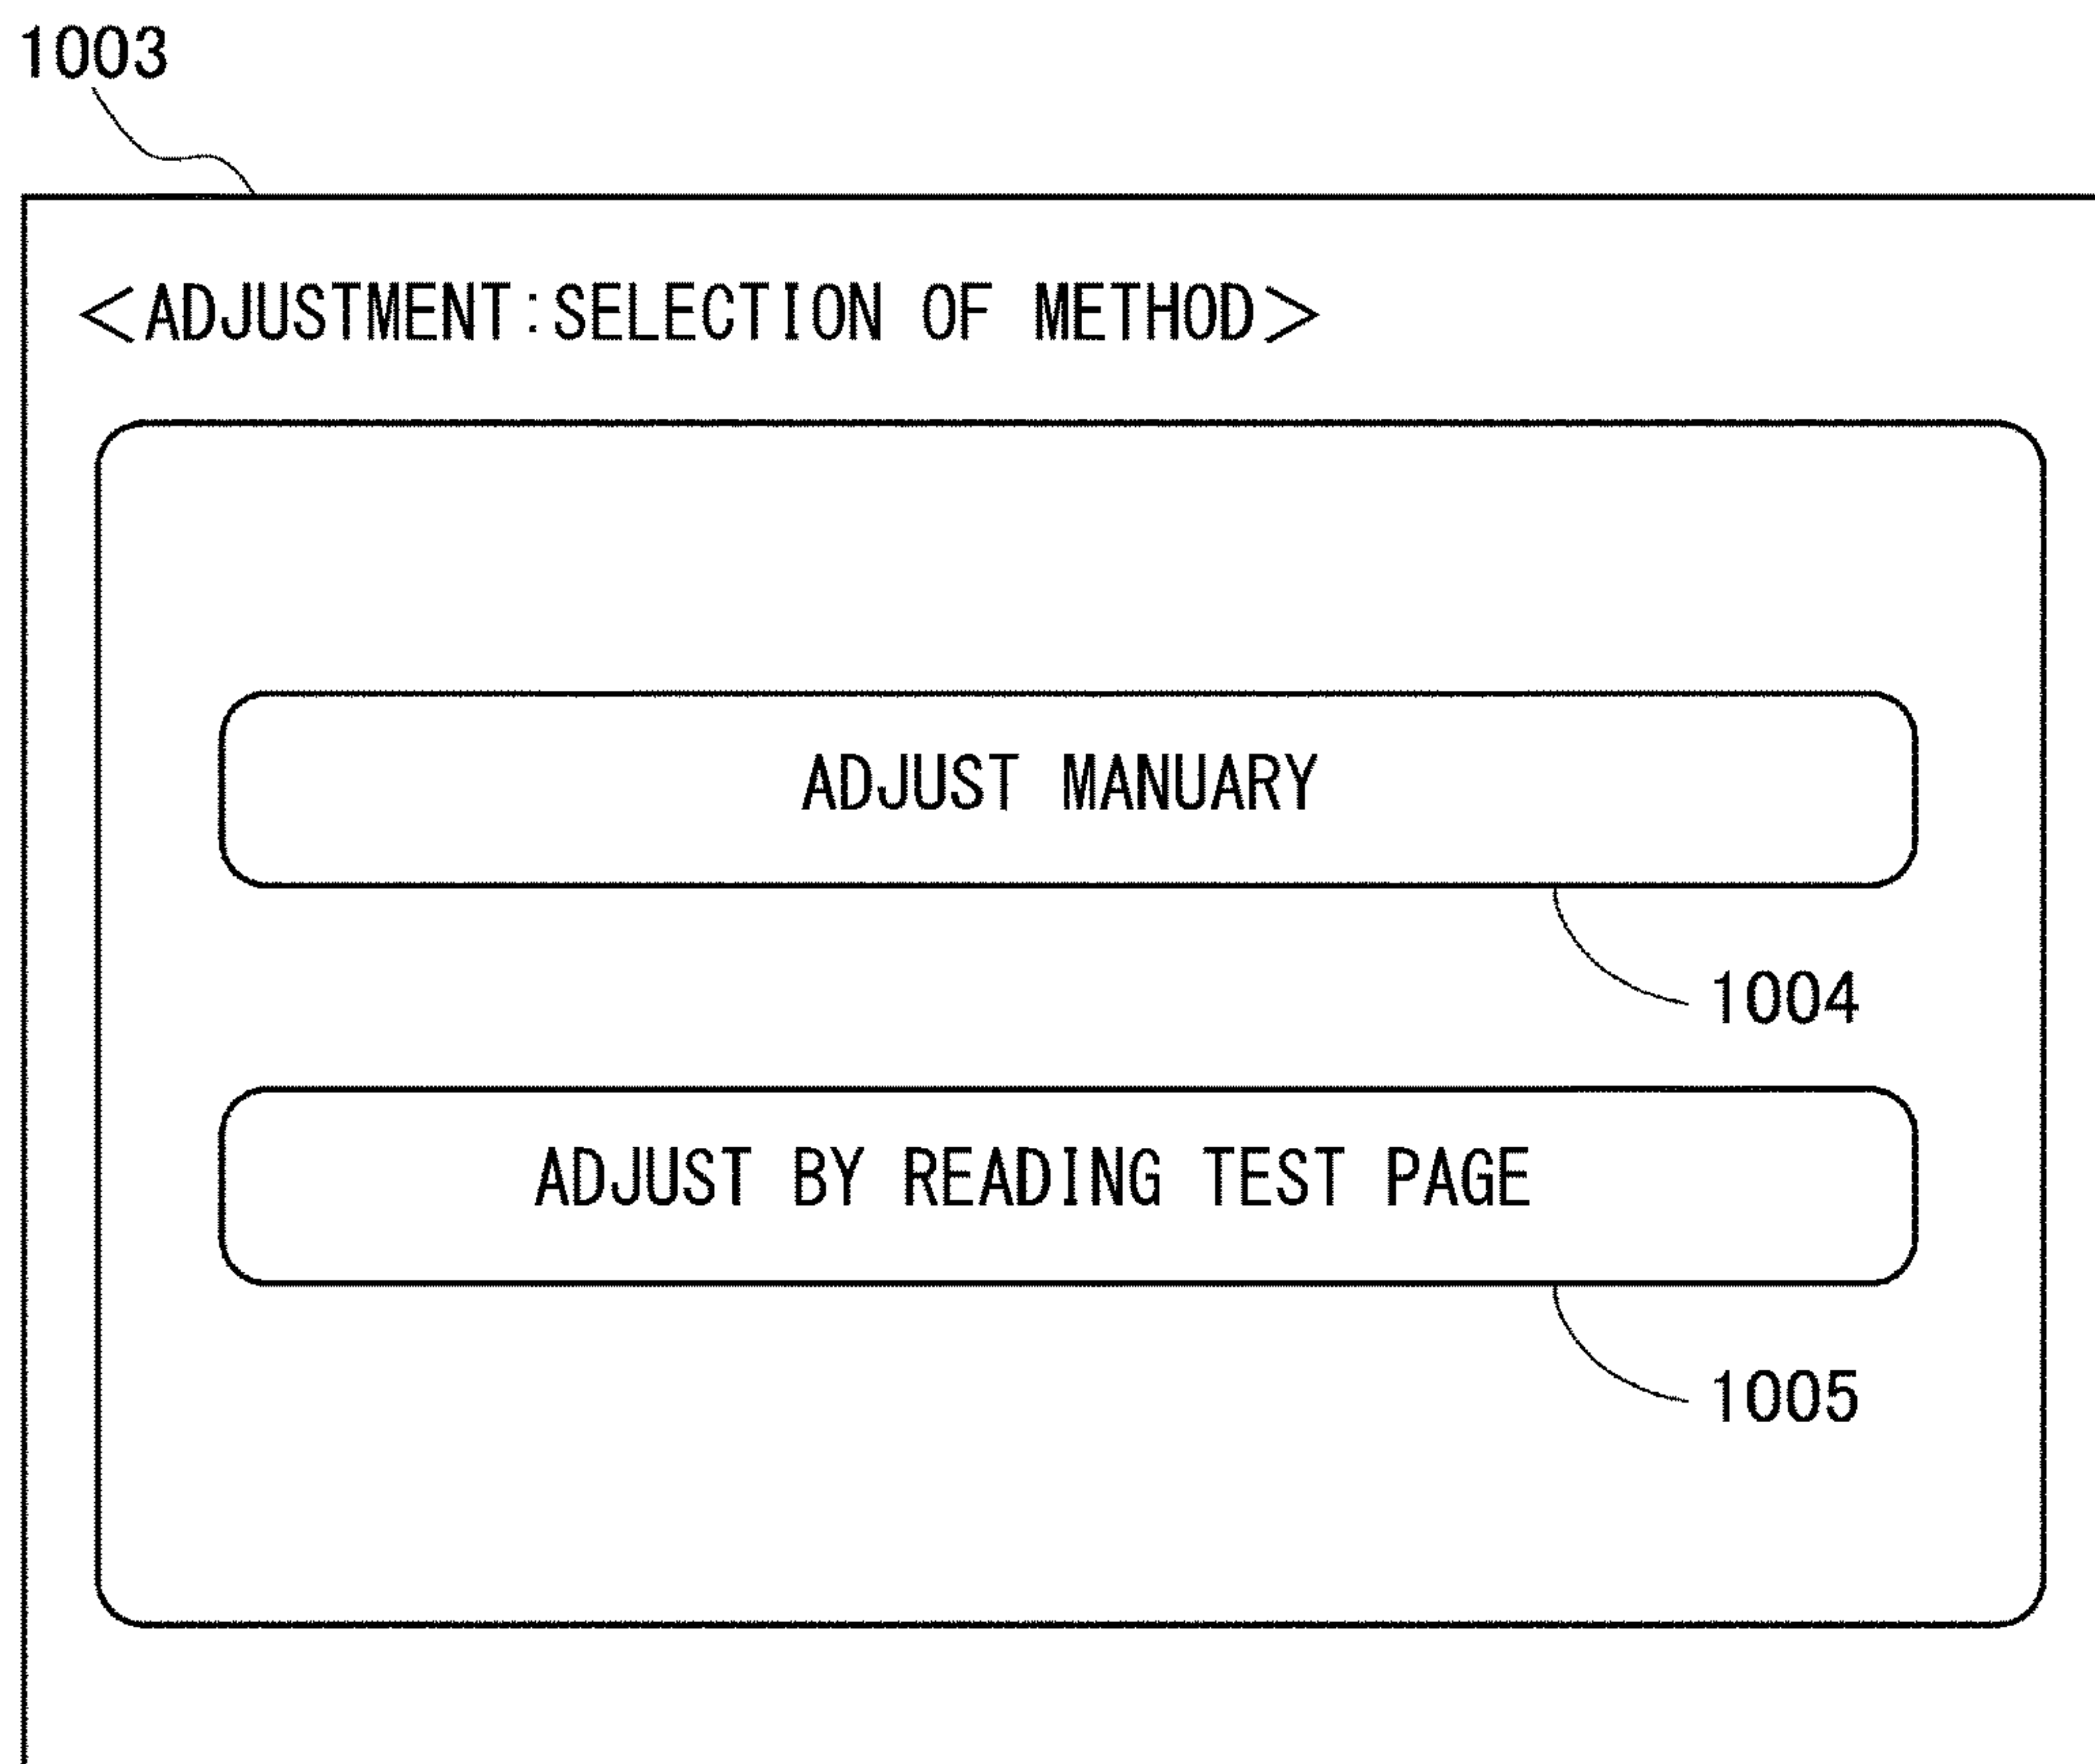 1003
<ADJUSTMENT:SELECTION OF METHOD>
ADJUST MANUARY
1004
ADJUST BY READING TEST PAGE
1005